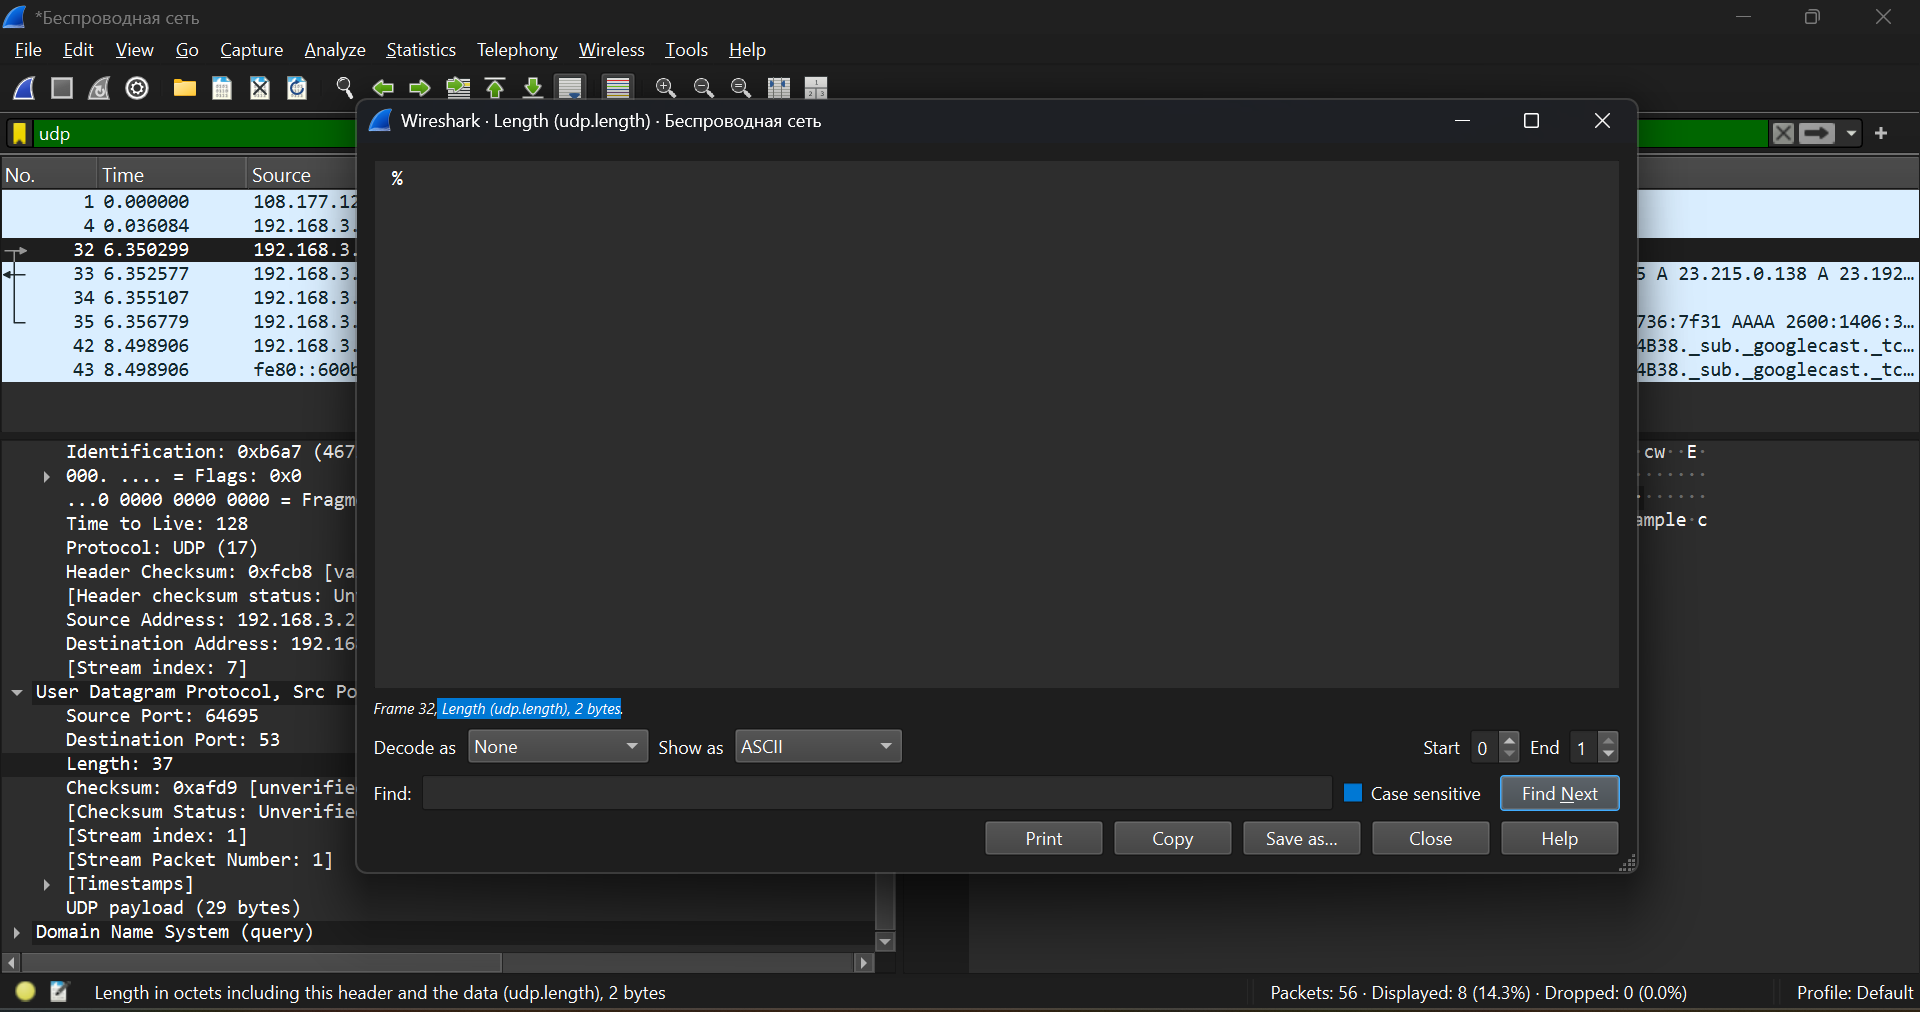 *Беспроводная сеть
File Edit View Go Capture Analyze Statistics Telephony Wireless Tools Help
udp
Wireshark · Length (udp.length) · Беспроводная сеть
%
No. Time Source
1 0.000000 108.177.12
4 0.036084 192.168.3.
32 6.350299 192.168.3.
33 6.352577 192.168.3. 5 A 23.215.0.138 A 23.192…
34 6.355107 192.168.3.
35 6.356779 192.168.3. 736:7f31 AAAA 2600:1406:3…
42 8.498906 192.168.3. 4B38._sub._googlecast._tc…
43 8.498906 fe80::600b 4B38._sub._googlecast._tc…
Identification: 0xb6a7 (467
000. .... = Flags: 0x0
...0 0000 0000 0000 = Fragm
Time to Live: 128
Protocol: UDP (17)
Header Checksum: 0xfcb8 [va
[Header checksum status: Un
Source Address: 192.168.3.2
Destination Address: 192.16
[Stream index: 7]
User Datagram Protocol, Src Po
Source Port: 64695
Destination Port: 53
Length: 37
Checksum: 0xafd9 [unverifie
[Checksum Status: Unverifie
[Stream index: 1]
[Stream Packet Number: 1]
[Timestamps]
UDP payload (29 bytes)
Domain Name System (query)
·cw··E·
·······
·······
ample·c
Frame 32, Length (udp.length), 2 bytes.
Decode as None Show as ASCII Start 0 End 1
Find: Case sensitive Find Next
Print Copy Save as... Close Help
Length in octets including this header and the data (udp.length), 2 bytes
Packets: 56 · Displayed: 8 (14.3%) · Dropped: 0 (0.0%) Profile: Default